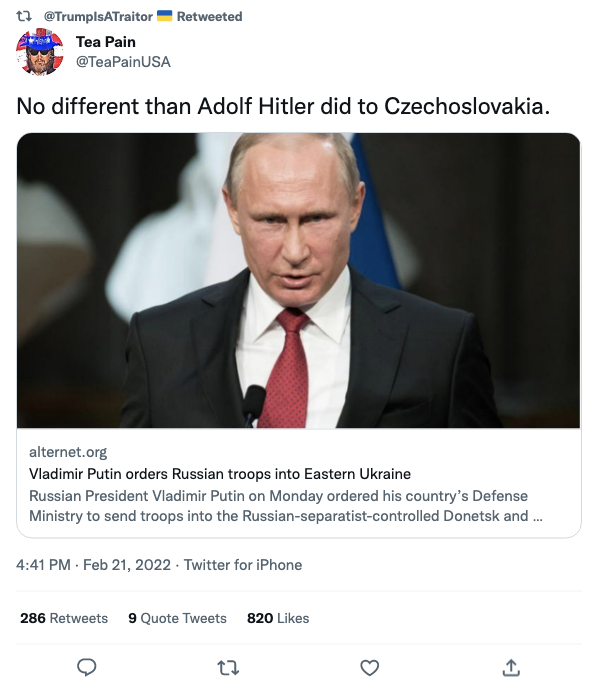 @TrumpIsATraitor 🇺🇦 Retweeted
Tea Pain
@TeaPainUSA
No different than Adolf Hitler did to Czechoslovakia.
alternet.org
Vladimir Putin orders Russian troops into Eastern Ukraine
Russian President Vladimir Putin on Monday ordered his country's Defense
Ministry to send troops into the Russian-separatist-controlled Donetsk and ...
4:41 PM · Feb 21, 2022 · Twitter for iPhone
286 Retweets 9 Quote Tweets 820 Likes